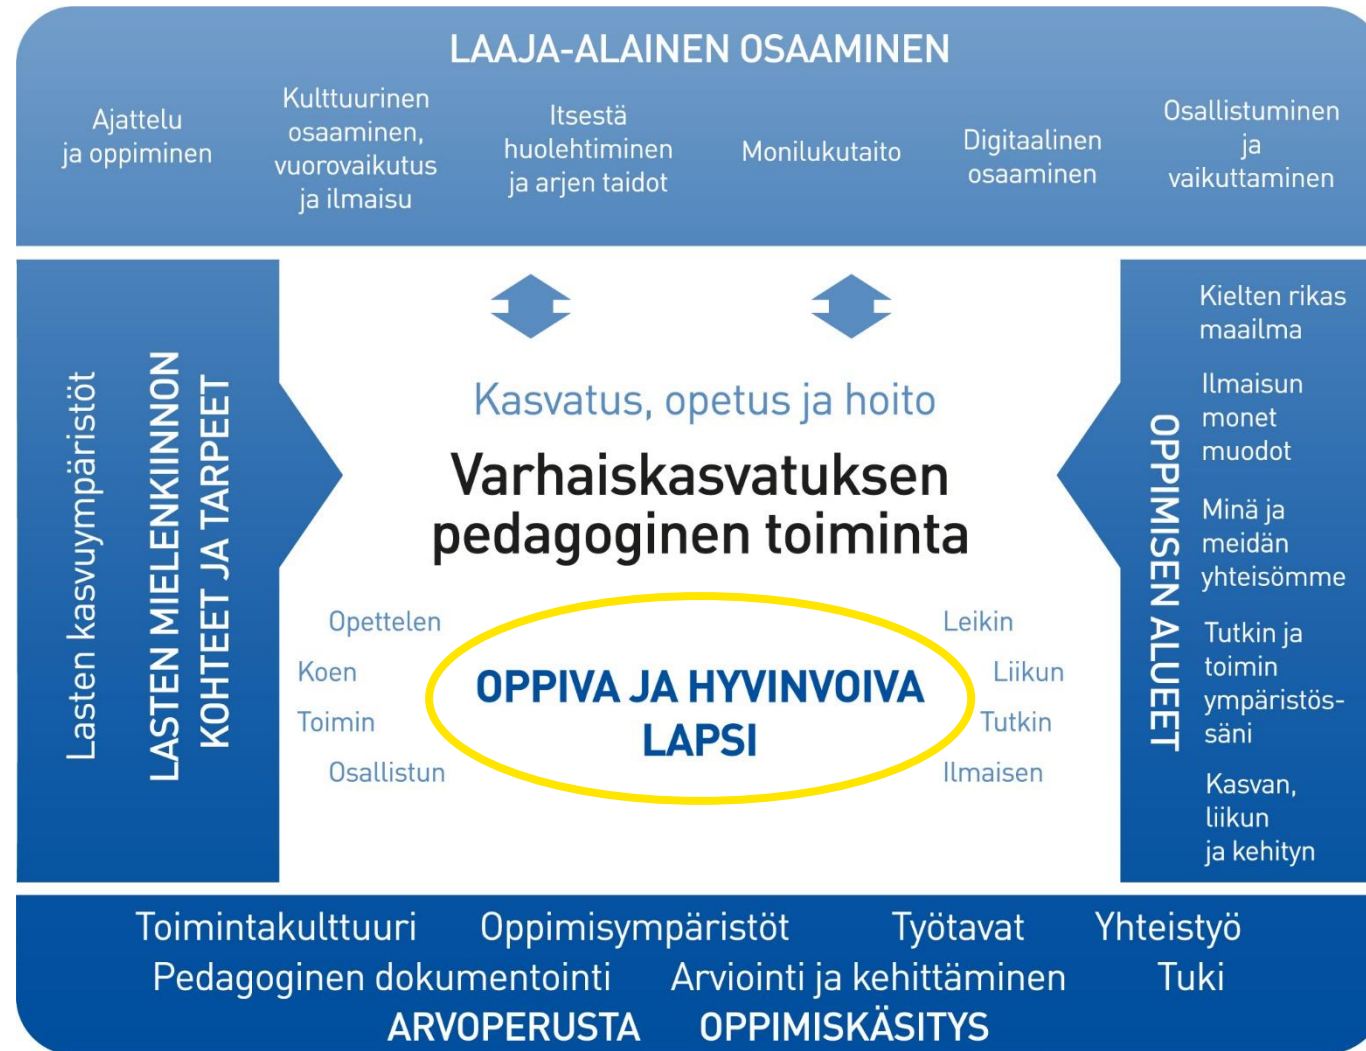 LAAJA-ALAINEN OSAAMINEN
Ajattelu
ja oppiminen
Kulttuurinen
osaaminen,
vuorovaikutus
ja ilmaisu
Itsestä
huolehtiminen
ja arjen taidot
Monilukutaito
Digitaalinen
osaaminen
Osallistuminen
ja
vaikuttaminen
Lasten kasvuympäristöt
LASTEN MIELENKIINNON
KOHTEET JA TARPEET
Kasvatus, opetus ja hoito
Varhaiskasvatuksen
pedagoginen toiminta
Opettelen
Koen
Toimin
Osallistun
OPPIVA JA HYVINVOIVA
LAPSI
Leikin
Liikun
Tutkin
Ilmaisen
OPPIMISEN ALUEET
Kielten rikas
maailma
Ilmaisun
monet
muodot
Minä ja
meidän
yhteisömme
Tutkin ja
toimin
ympäristös-
säni
Kasvan,
liikun
ja kehityn
Toimintakulttuuri Oppimisympäristöt Työtavat Yhteistyö
Pedagoginen dokumentointi Arviointi ja kehittäminen Tuki
ARVOPERUSTA OPPIMISKÄSITYS